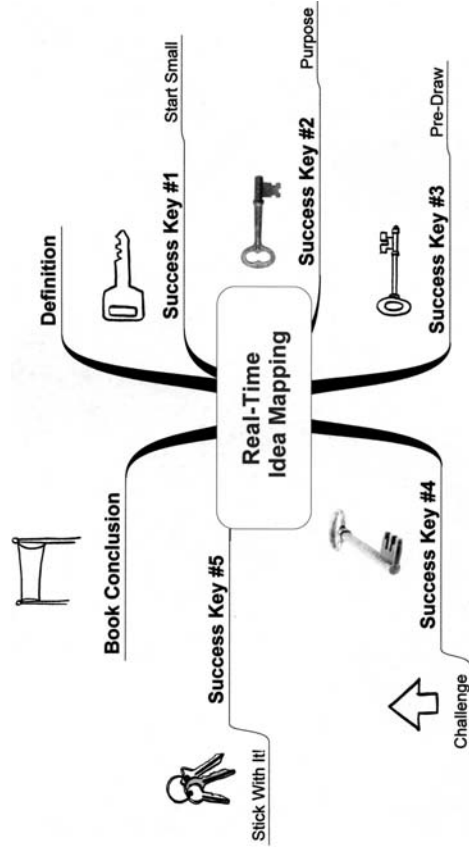 Real-Time
Idea Mapping
Definition
Success Key #1
Start Small
Success Key #2
Purpose
Success Key #3
Pre-Draw
Success Key #4
Challenge
Success Key #5
Stick With It!
Book Conclusion